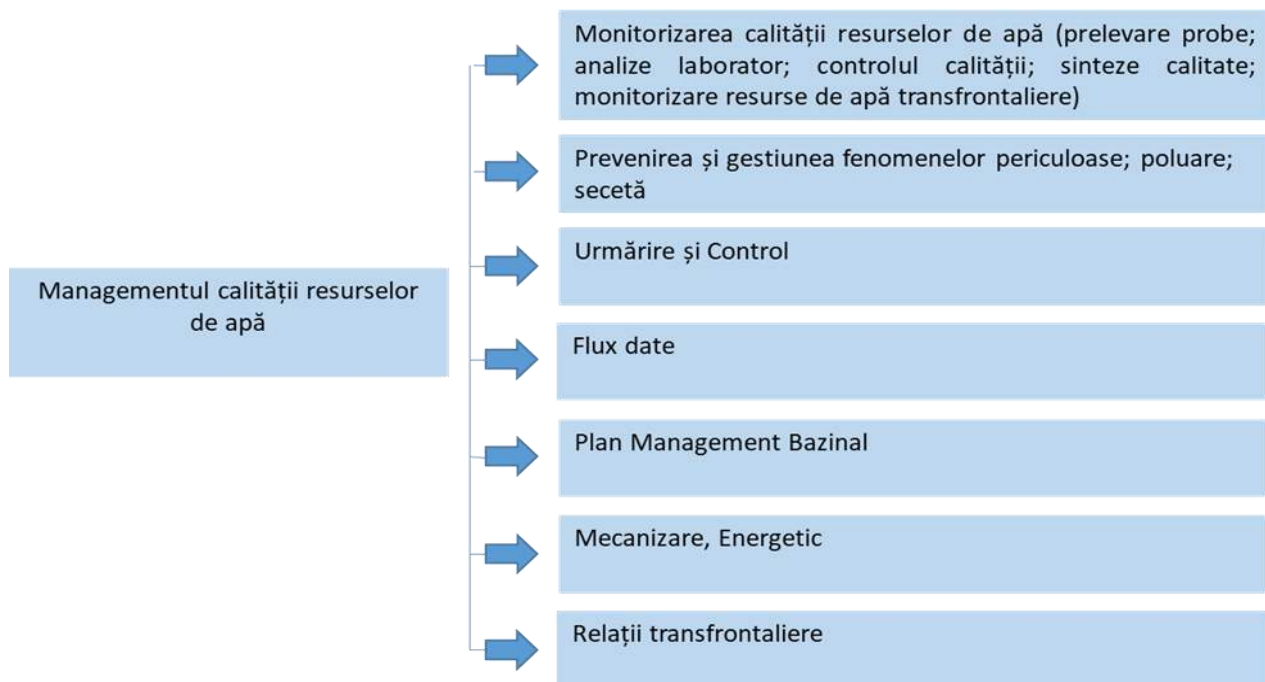 Monitorizarea calității resurselor de apă (prelevare probe;
analize laborator; controlul calității; sinteze calitate;
monitorizare resurse de apă transfrontaliere)
Prevenirea și gestiunea fenomenelor periculoase; poluare;
secetă
Urmărire și Control
Managementul calității resurselor
de apă
Flux date
Plan Management Bazinal
Mecanizare, Energetic
Relații transfrontaliere